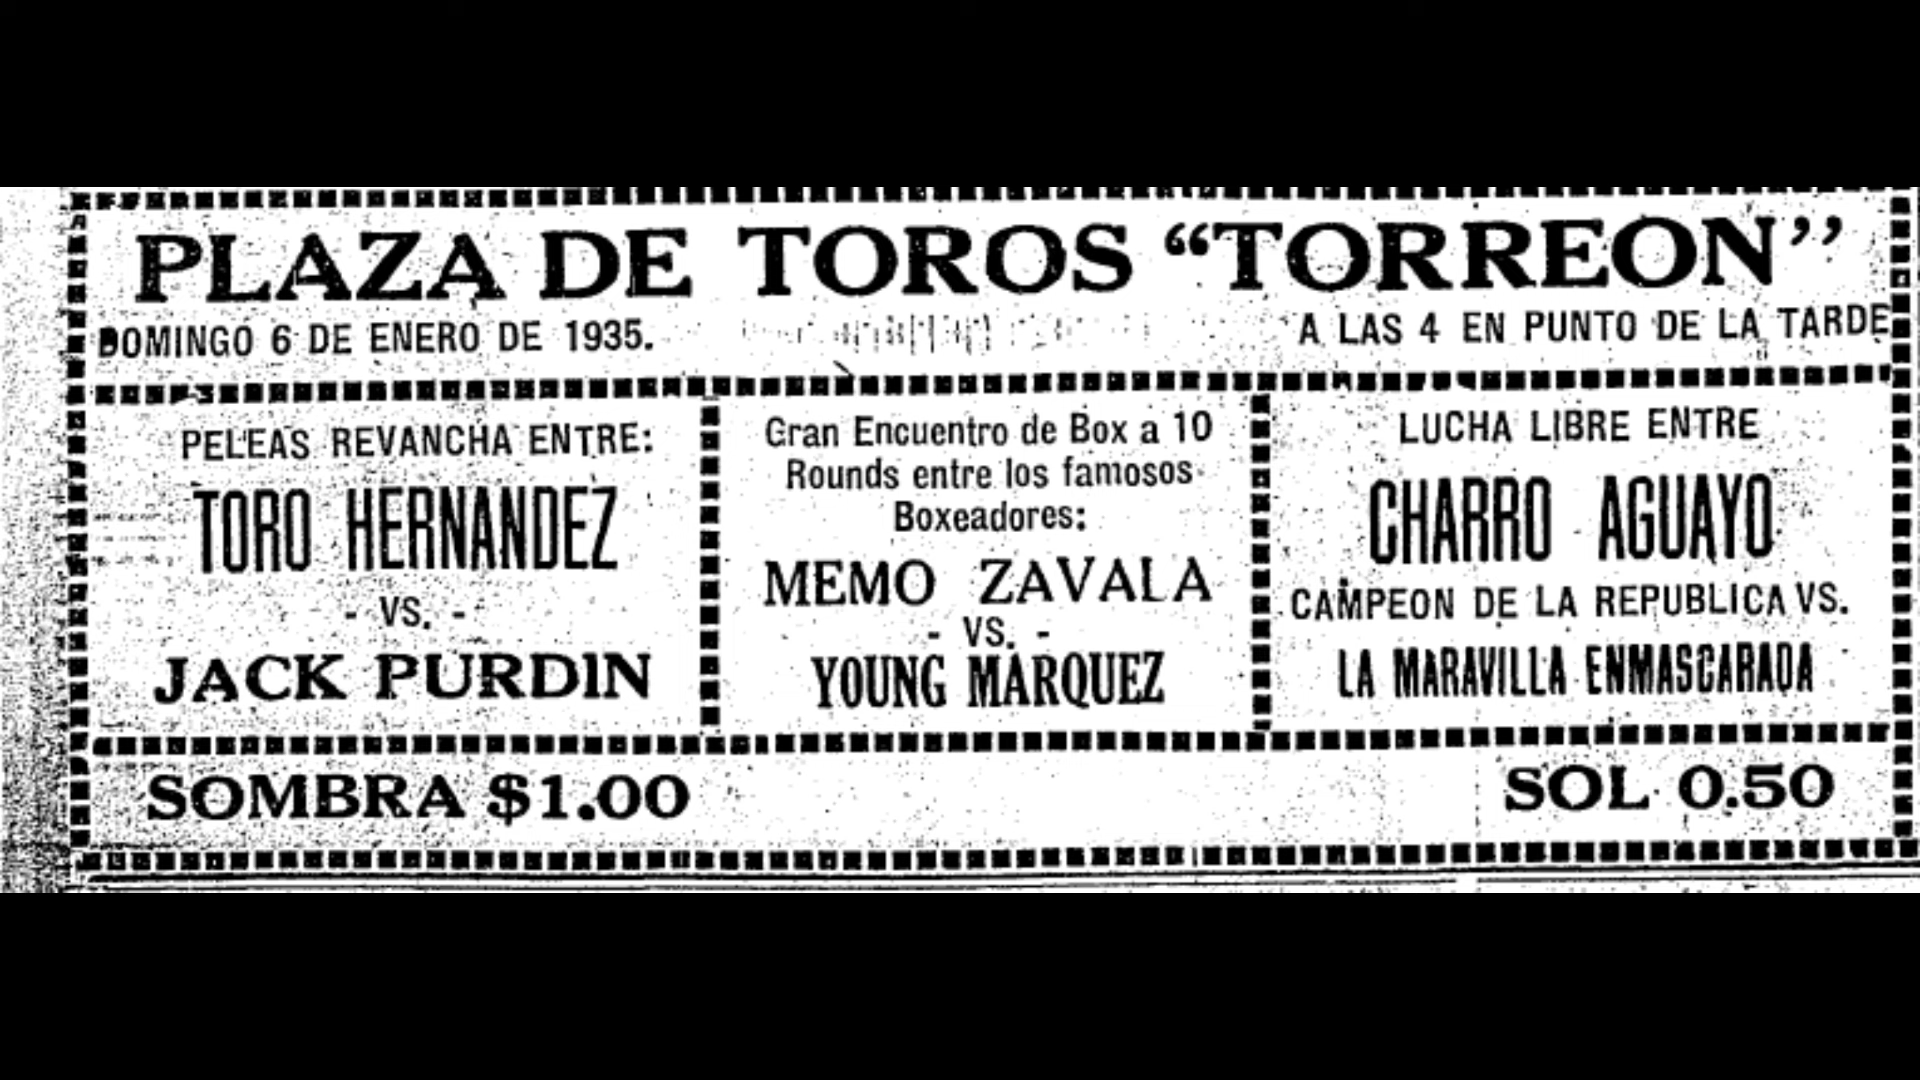 PLAZA DE TOROS “TORREON”
DOMINGO 6 DE ENERO DE 1935.
A LAS 4 EN PUNTO DE LA TARDE
PELEAS REVANCHA ENTRE:
TORO HERNANDEZ
- VS. -
JACK PURDIN
Gran Encuentro de Box a 10
Rounds entre los famosos
Boxeadores:
MEMO ZAVALA
- VS. -
YOUNG MARQUEZ
LUCHA LIBRE ENTRE
CHARRO AGUAYO
CAMPEON DE LA REPUBLICA VS.
LA MARAVILLA ENMASCARADA
SOMBRA $1.00
SOL 0.50